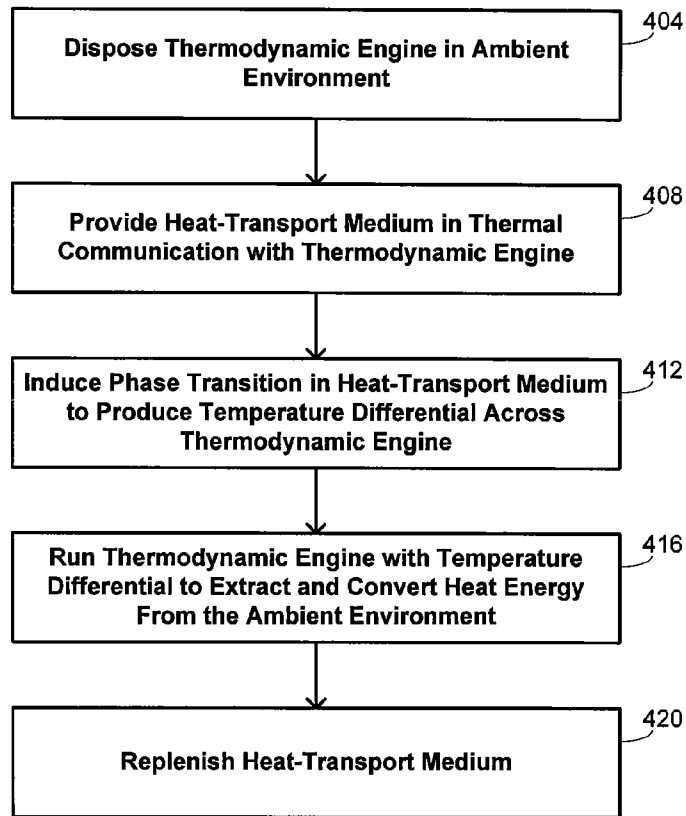 404
Dispose Thermodynamic Engine in Ambient
Environment
408
Provide Heat-Transport Medium in Thermal
Communication with Thermodynamic Engine
412
Induce Phase Transition in Heat-Transport Medium
to Produce Temperature Differential Across
Thermodynamic Engine
416
Run Thermodynamic Engine with Temperature
Differential to Extract and Convert Heat Energy
From the Ambient Environment
420
Replenish Heat-Transport Medium